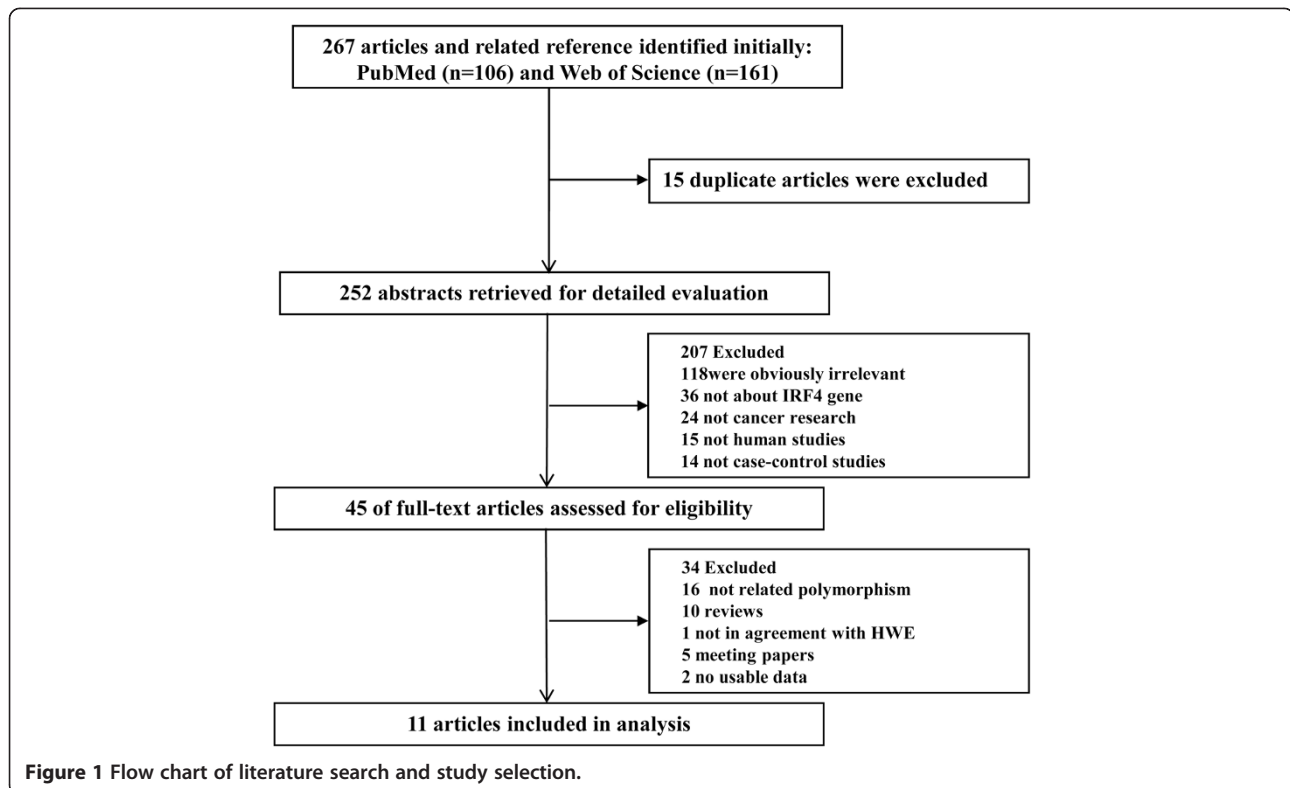 267 articles and related reference identified initially:
PubMed (n=106) and Web of Science (n=161)
15 duplicate articles were excluded
252 abstracts retrieved for detailed evaluation
207 Excluded
118were obviously irrelevant
36 not about IRF4 gene
24 not cancer research
15 not human studies
14 not case-control studies
45 of full-text articles assessed for eligibility
34 Excluded
16 not related polymorphism
10 reviews
1 not in agreement with HWE
5 meeting papers
2 no usable data
11 articles included in analysis
Figure 1 Flow chart of literature search and study selection.